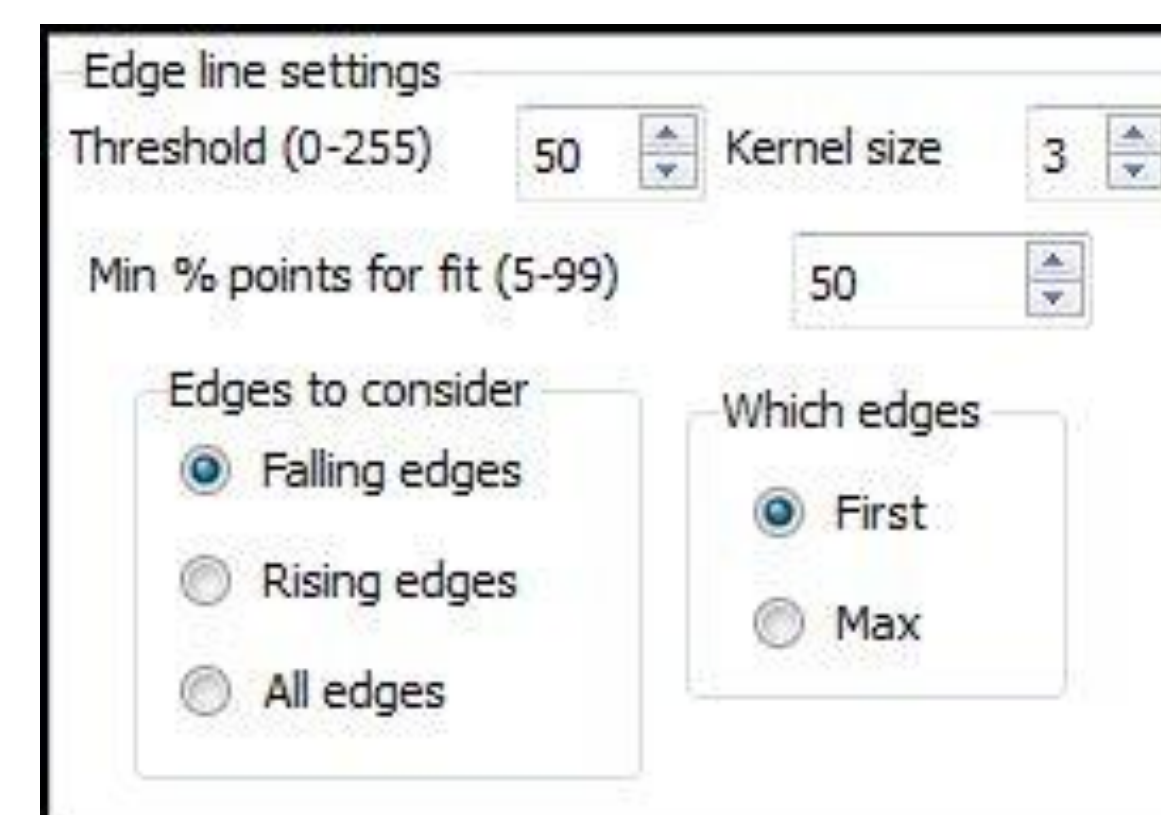 Edge line settings
Threshold (0-255) 50 Kernel size 3
Min % points for fit (5-99) 50
Edges to consider
Falling edges
Rising edges
All edges
Which edges
First
Max